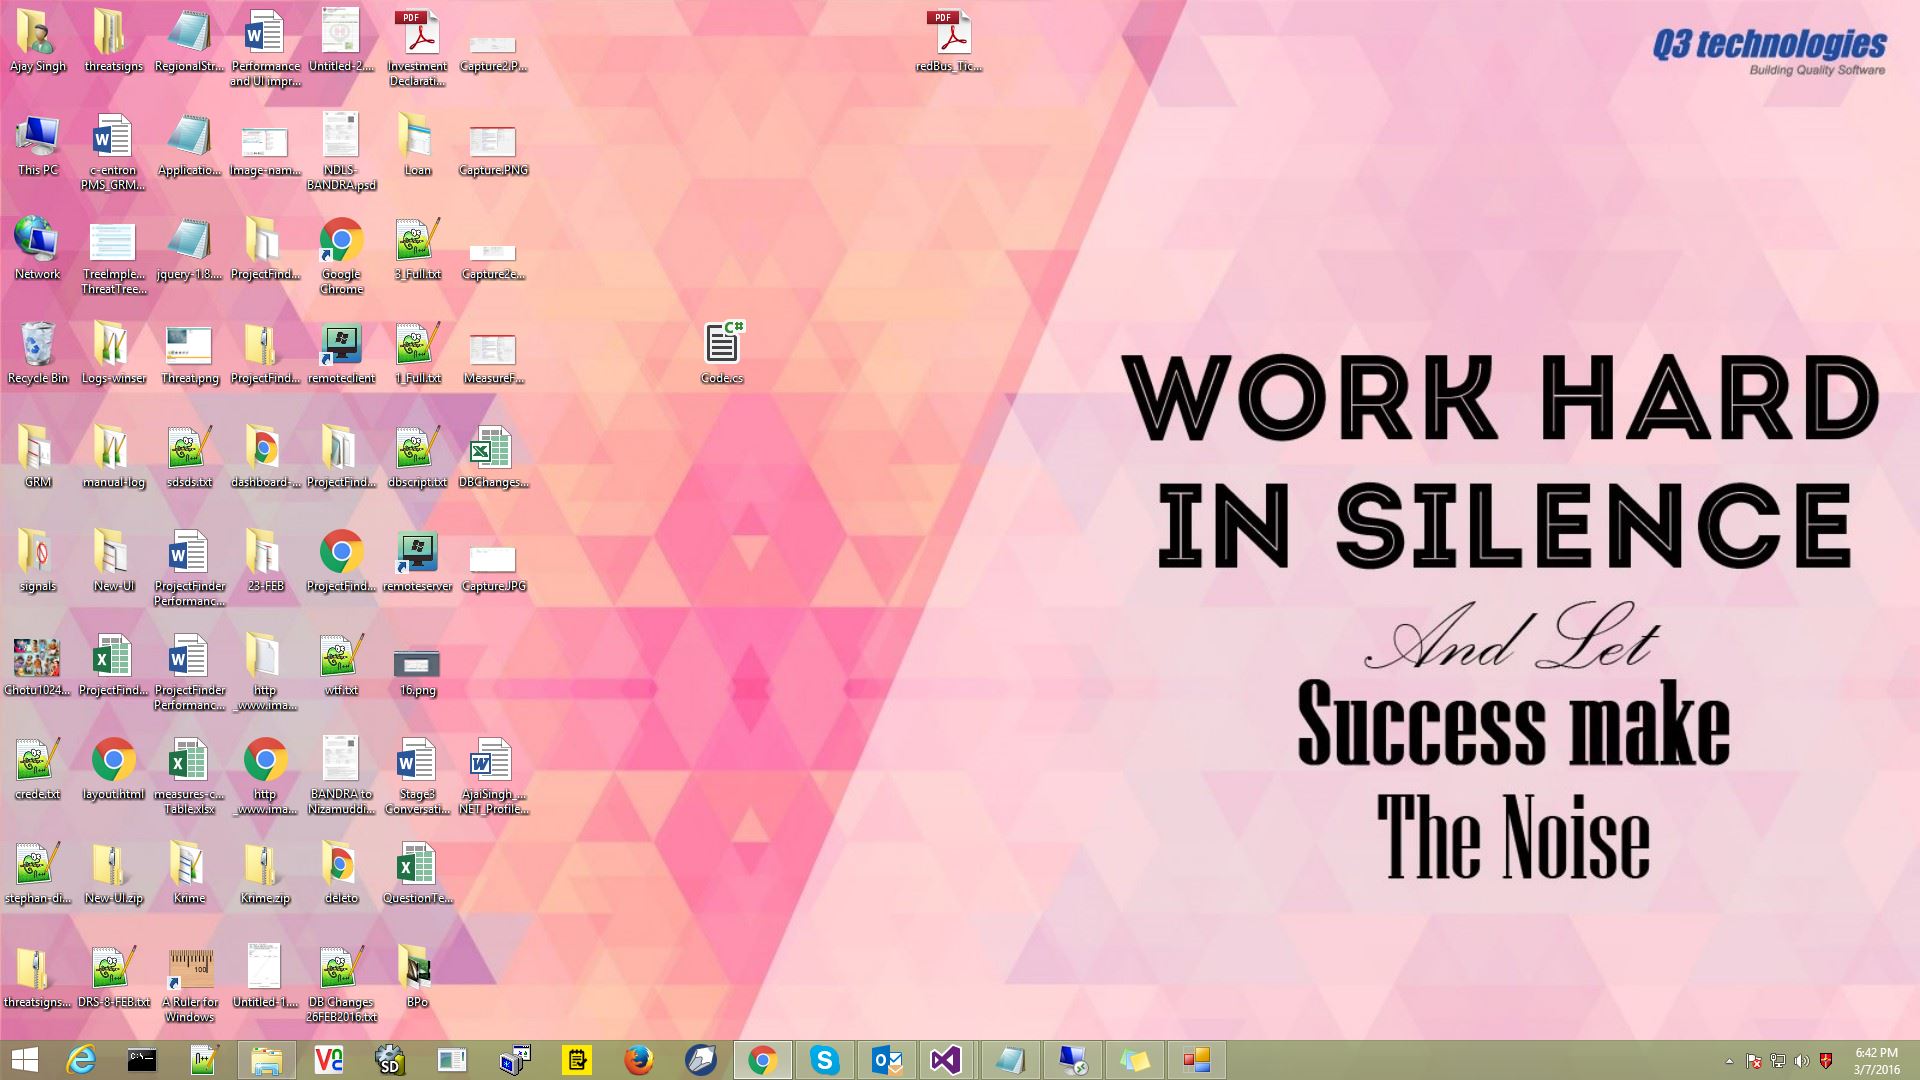 Ajay Singh
threatsigns
RegionalStr...
Performance
and UI impr...
Untitled-2....
Investment
Declarati...
Capture2.P...
redBus_Tic...
Q3 technologies
Building Quality Software
This PC
c-entron
PMS_GRM...
Applicatio...
Image-nam...
NDLS-
BANDRA.psd
Loan
Capture.PNG
Network
TreeImple...
ThreatTree...
jquery-1.8....
ProjectFind...
Google
Chrome
3_Full.txt
Capture2e...
Recycle Bin
Logs-winser
Threat.png
ProjectFind...
remoteclient
1_Full.txt
MeasureF...
C#
Code.cs
WORK HARD
IN SILENCE
And Let
Success make
The Noise
GRM
manual-log
sdsds.txt
dashboard-...
ProjectFind...
dbscript.txt
DBChanges...
signals
New-UI
ProjectFinder
Performanc...
23-FEB
ProjectFind...
remoteserver
Capture.JPG
Chotu1024...
ProjectFind...
ProjectFinder
Performanc...
http
_www.ima...
wtf.txt
16.png
crede.txt
layout.html
measures-c...
Table.xlsx
http
_www.ima...
BANDRA to
Nizamuddi...
Stage3
Conversati...
AjaiSingh_...
NET_Profile...
stephan-di...
New-UI.zip
Krime
Krime.zip
deleto
QuestionTe...
threatsigns...
DRS-8-FEB.txt
A Ruler for
Windows
Untitled-1....
DB Changes
26FEB2016.txt
BPo
6:42 PM
3/7/2016